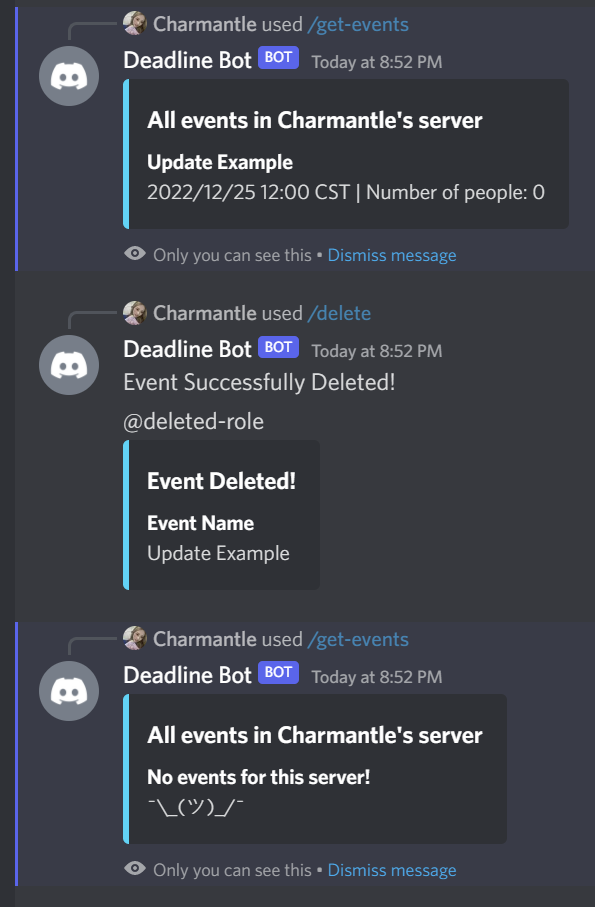 Charmantle used /get-events
Deadline Bot BOT Today at 8:52 PM
All events in Charmantle's server
Update Example
2022/12/25 12:00 CST | Number of people: 0
Only you can see this • Dismiss message
Charmantle used /delete
Deadline Bot BOT Today at 8:52 PM
Event Successfully Deleted!
@deleted-role
Event Deleted!
Event Name
Update Example
Charmantle used /get-events
Deadline Bot BOT Today at 8:52 PM
All events in Charmantle's server
No events for this server!
¯\_(ツ)_/¯
Only you can see this • Dismiss message